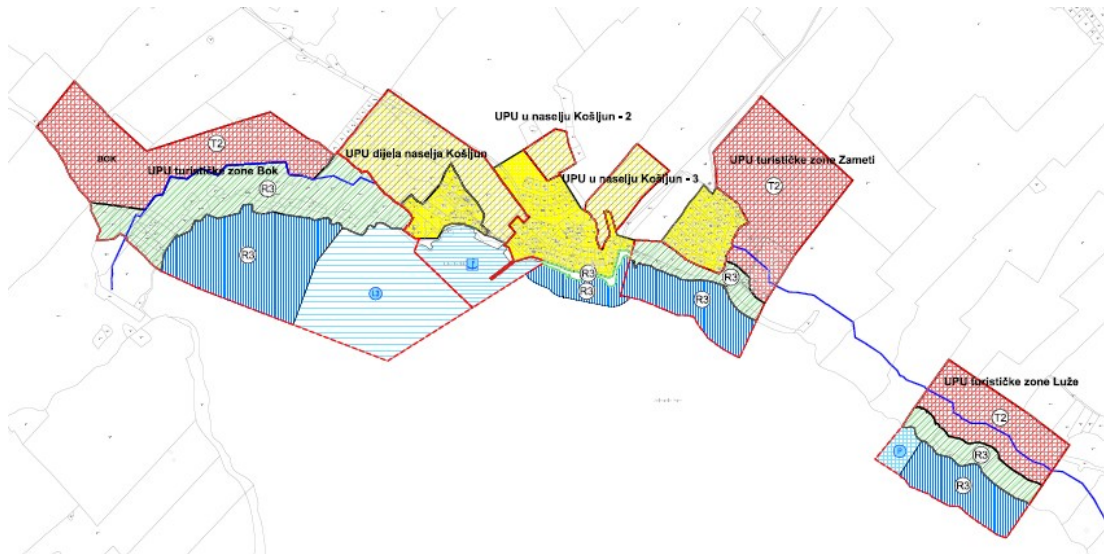 UPU u naselju Košljun - 2
T2
UPU dijela naselja Košljun
UPU turističke zone Zameti
BOK
UPU turističke zone Bok
UPU u naselju Košljun - 3
T2
R3
R3
R3
R3
R3
R3
L3
UPU turističke zone Luže
T2
R3
P
R3